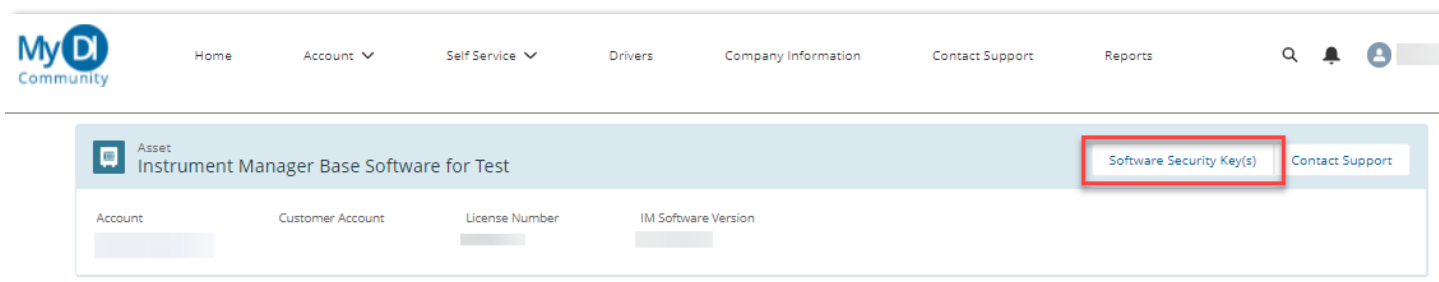 My DI
Community
Home Account Self Service Drivers Company Information Contact Support Reports
Asset
Instrument Manager Base Software for Test
Software Security Key(s) Contact Support
Account Customer Account License Number IM Software Version